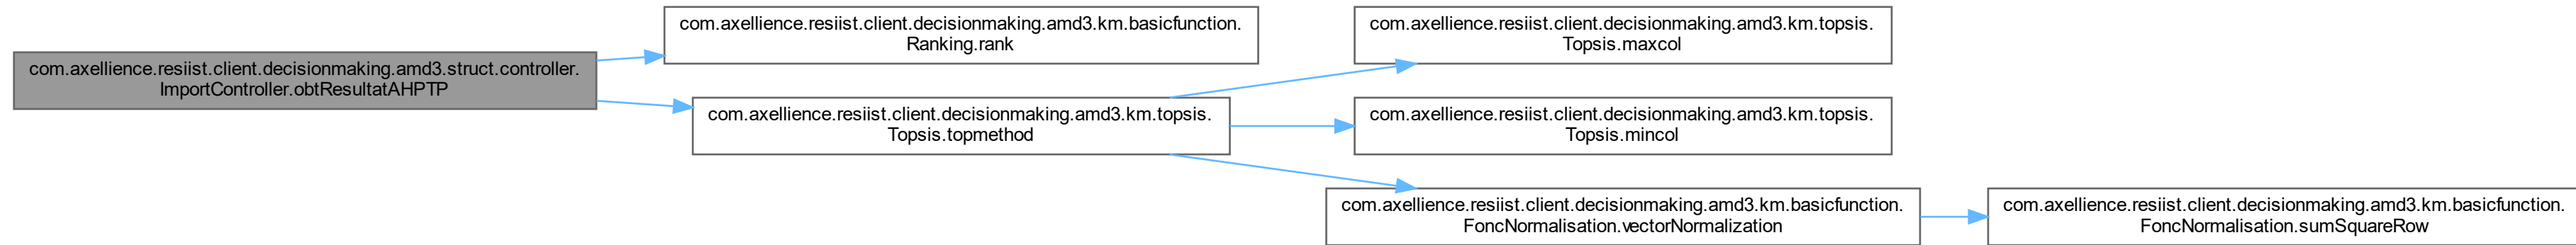 com.axellience.resiist.client.decisionmaking.amd3.struct.controller.
ImportController.obtResultatAHPTP
com.axellience.resiist.client.decisionmaking.amd3.km.basicfunction.
Ranking.rank
com.axellience.resiist.client.decisionmaking.amd3.km.topsis.
Topsis.topmethod
com.axellience.resiist.client.decisionmaking.amd3.km.topsis.
Topsis.maxcol
com.axellience.resiist.client.decisionmaking.amd3.km.topsis.
Topsis.mincol
com.axellience.resiist.client.decisionmaking.amd3.km.basicfunction.
FoncNormalisation.vectorNormalization
com.axellience.resiist.client.decisionmaking.amd3.km.basicfunction.
FoncNormalisation.sumSquareRow